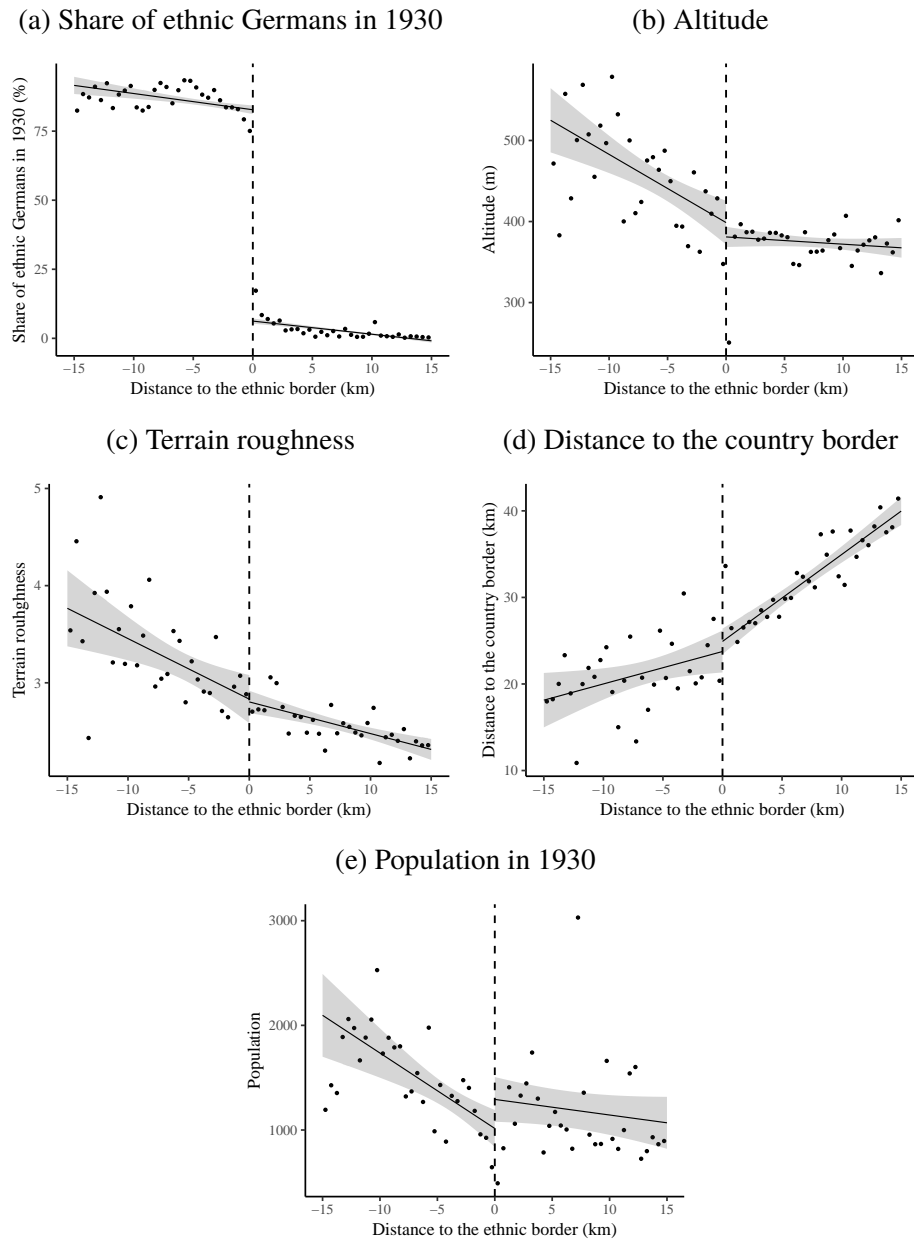 (a) Share of ethnic Germans in 1930
Share of ethnic Germans in 1930 (%)
75
50
25
0
−15 −10 −5 0 5 10 15
Distance to the ethnic border (km)
(b) Altitude
Altitude (m)
500
400
300
−15 −10 −5 0 5 10 15
Distance to the ethnic border (km)
(c) Terrain roughness
Terrain rouhghness
5
4
3
−15 −10 −5 0 5 10 15
Distance to the ethnic border (km)
(d) Distance to the country border
Distance to the country border (km)
40
30
20
10
−15 −10 −5 0 5 10 15
Distance to the ethnic border (km)
(e) Population in 1930
Population
3000
2000
1000
−15 −10 −5 0 5 10 15
Distance to the ethnic border (km)